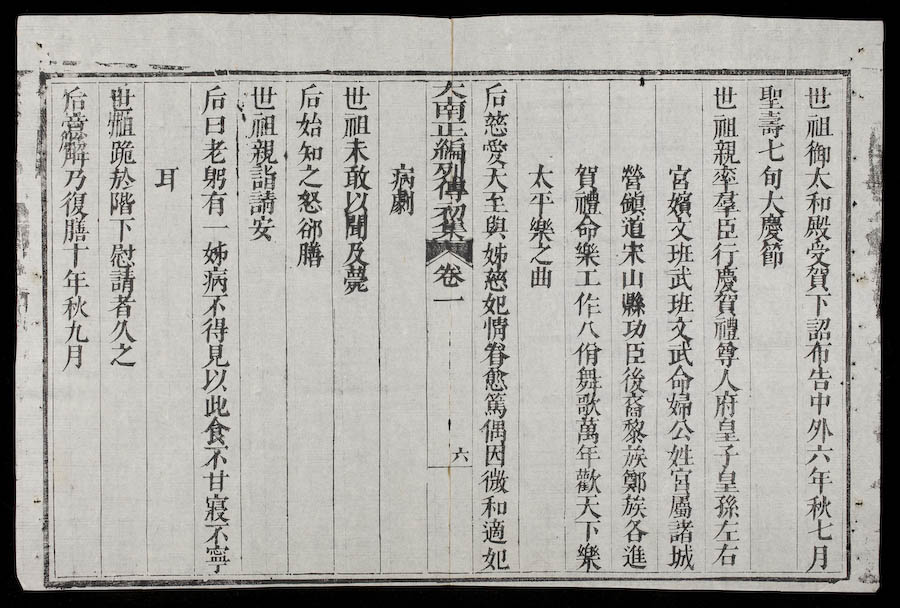 世祖御太和殿受賀下詔布告中外六年秋七月
聖壽七旬大慶節
世祖親率羣臣行慶賀禮尊人府皇子皇孫左右
宮嬪文班武班文武命婦公姓宮屬諸城
營鎮道宋山縣功臣後裔黎族鄭族各進
賀禮命樂工作八佾舞歌萬年歡天下樂
太平樂之曲
后慈愛天至與姊慈妃情眷愈篤偶因微和適妃
大南正編列傳初集 卷一 六
病劇
世祖未敢以聞及薨
后始知之怒卻膳
世祖親詣請安
后曰老躬有一姊病不得見以此食不甘寢不寧
耳
世祖跪於階下慰請者久之
后意解乃復膳十年秋九月